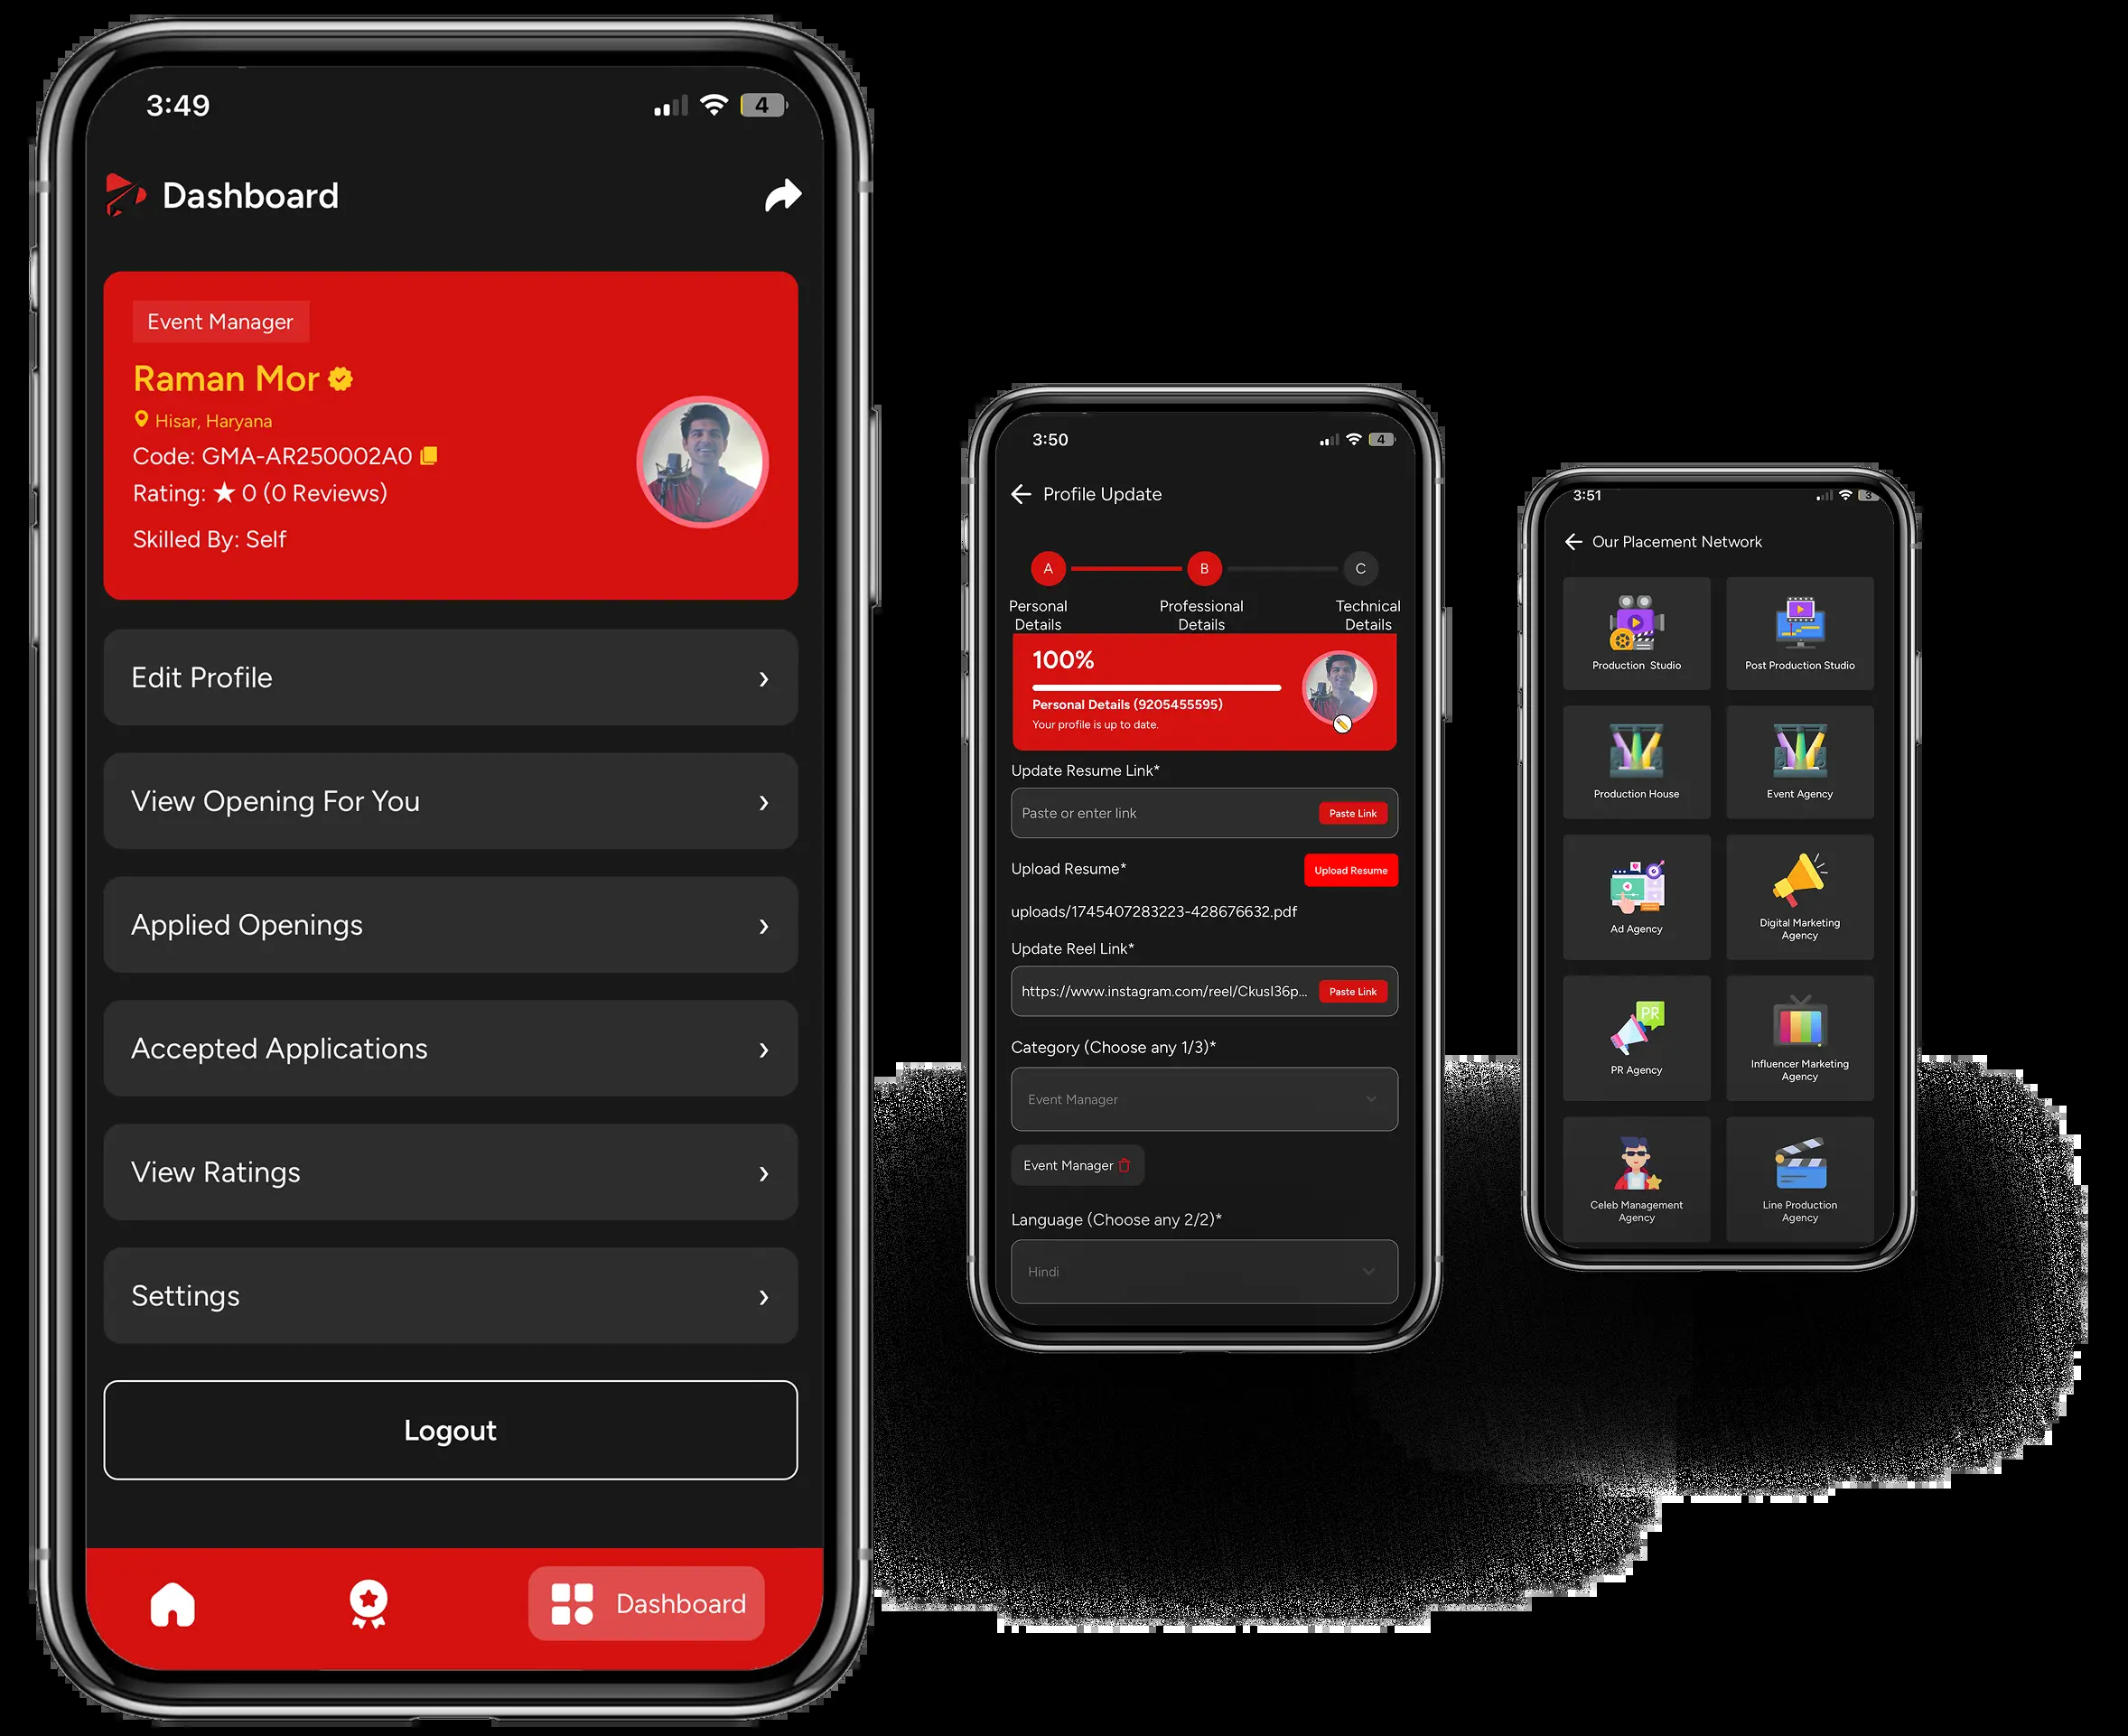 3:49
4
Dashboard
Event Manager
Raman Mor
Hisar, Haryana
Code: GMA-AR250002A0
Rating: ★ 0 (0 Reviews)
Skilled By: Self
Edit Profile
View Opening For You
Applied Openings
Accepted Applications
View Ratings
Settings
Logout
Dashboard
3:50
4
Profile Update
A
B
C
Personal
Details
Professional
Details
Technical
Details
100%
Personal Details (9205455595)
Your profile is up to date.
Update Resume Link*
Paste or enter link
Paste Link
Upload Resume*
Upload Resume
uploads/1745407283223-428676632.pdf
Update Reel Link*
https://www.instagram.com/reel/CkusI36p...
Paste Link
Category (Choose any 1/3)*
Event Manager
Event Manager
Language (Choose any 2/2)*
Hindi
3:51
3
Our Placement Network
Production Studio
Post Production Studio
Production House
Event Agency
Ad Agency
Digital Marketing
Agency
PR
PR Agency
Influencer Marketing
Agency
Celeb Management
Agency
Line Production
Agency